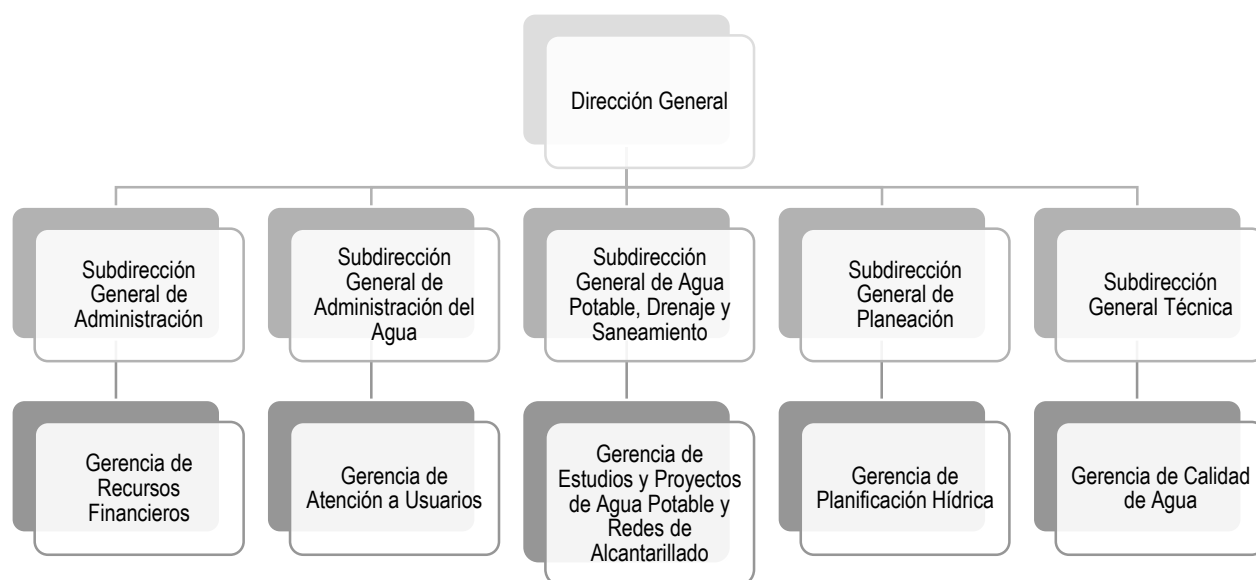 Dirección General
Subdirección
General de
Administración
Subdirección
General de
Administración del
Agua
Subdirección
General de Agua
Potable, Drenaje y
Saneamiento
Subdirección
General de
Planeación
Subdirección
General Técnica
Gerencia de
Recursos
Financieros
Gerencia de
Atención a Usuarios
Gerencia de
Estudios y Proyectos
de Agua Potable y
Redes de
Alcantarillado
Gerencia de
Planificación Hídrica
Gerencia de Calidad
de Agua